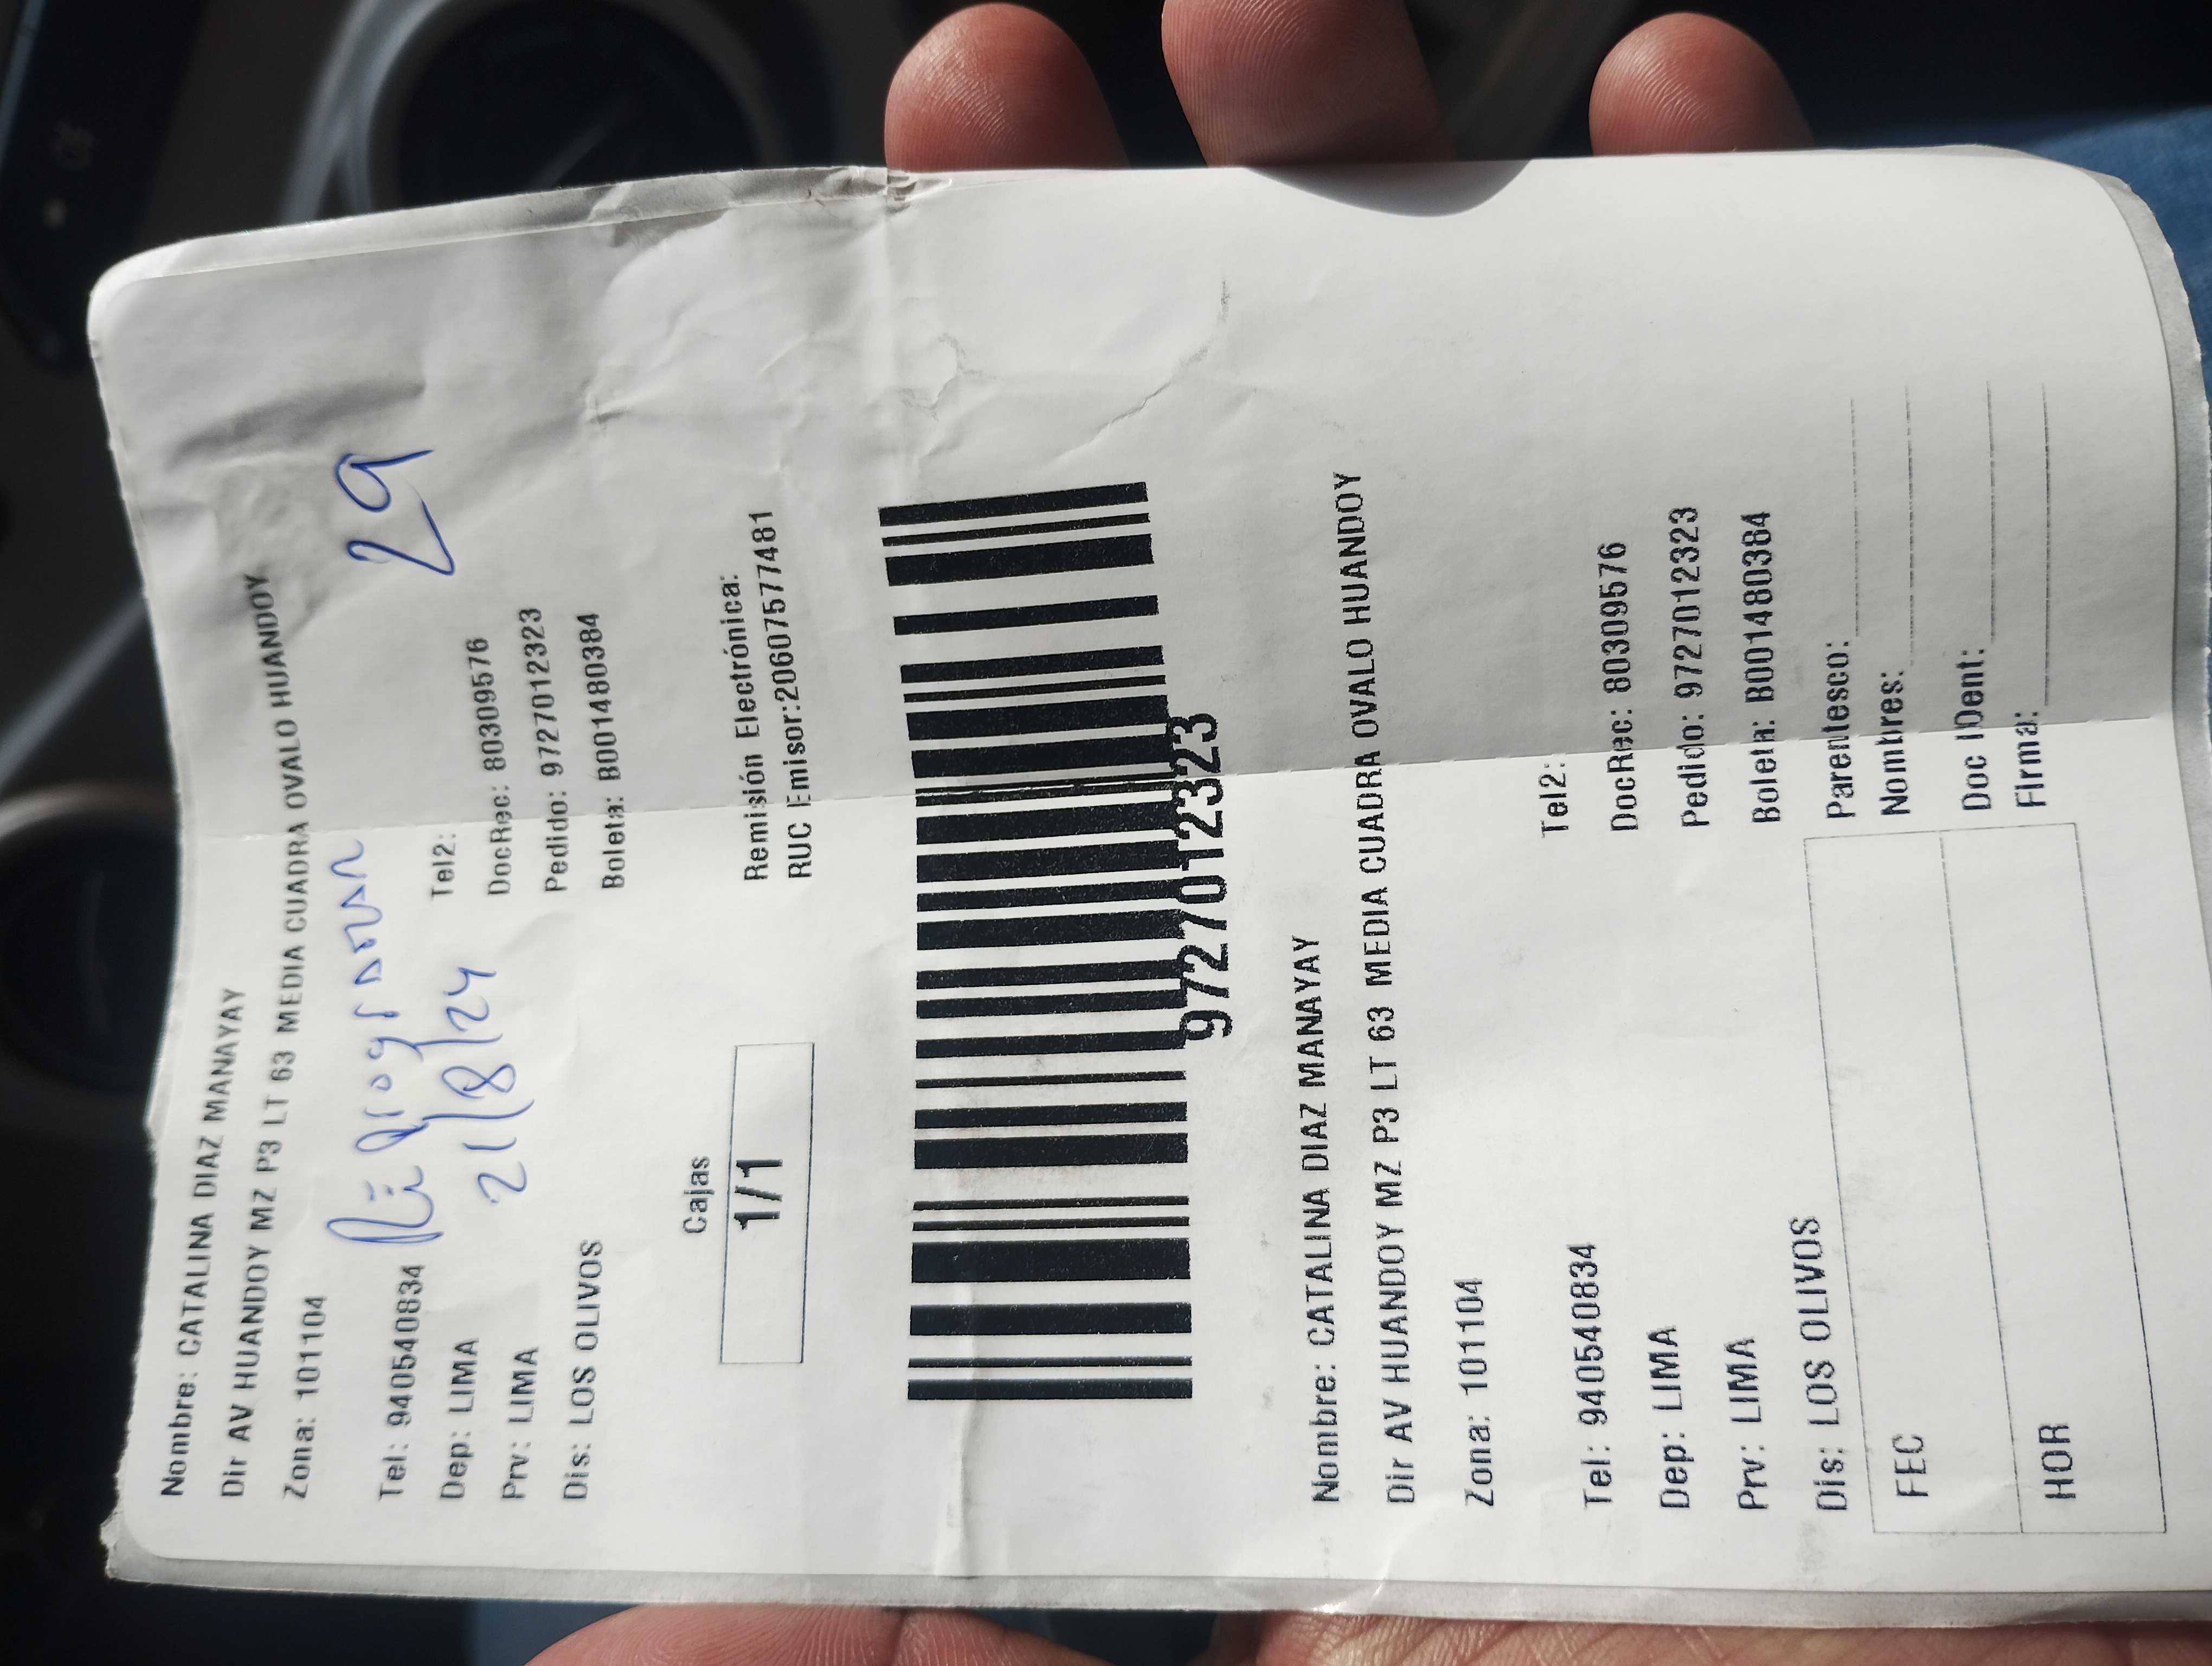 Nombre: CATALINA DIAZ MANAYAY
Dir AV HUANDOY MZ P3 LT 63 MEDIA CUADRA OVALO HUANDOY
Zona: 101104
29
21/8/24
Tel: 940540834 Tel2:
Dep: LIMA DocRec: 80309576
Prv: LIMA Pedido: 97270 12323
Dis: LOS OLIVOS Boleta: B001480384
Cajas
1/1
Remisión Electrónica:
RUC Emisor:20607577481
9727012323
Nombre: CATALINA DIAZ MANAYAY
Dir AV HUANDOY MZ P3 LT 63 MEDIA CUADRA OVALO HUANDOY
Zona: 101104
Tel: 940540834 Tel2:
Dep: LIMA DocRec: 80309576
Prv: LIMA Pedido: 9727012323
Dis: LOS OLIVOS Boleta: B001480384
FEC
HOR
Parentesco:
Nombres:
Doc IDent:
FIrma: